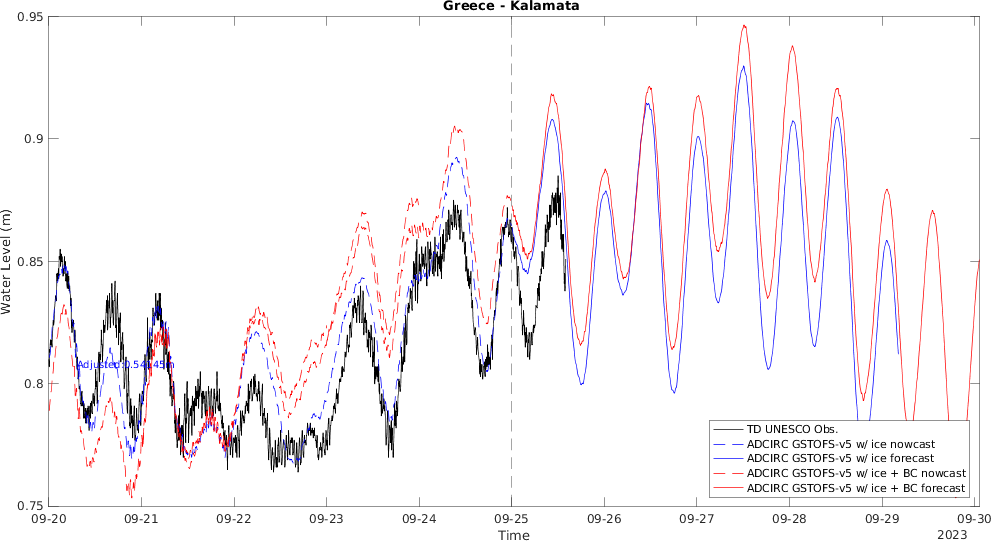 Greece - Kalamata
Water Level (m)
0.95
0.9
0.85
0.8
0.75
TD UNESCO Obs.
ADCIRC GSTOFS-v5 w/ ice nowcast
ADCIRC GSTOFS-v5 w/ ice forecast
ADCIRC GSTOFS-v5 w/ ice + BC nowcast
ADCIRC GSTOFS-v5 w/ ice + BC forecast
09-20 09-21 09-22 09-23 09-24 09-25 09-26 09-27 09-28 09-29 09-30
Time
2023